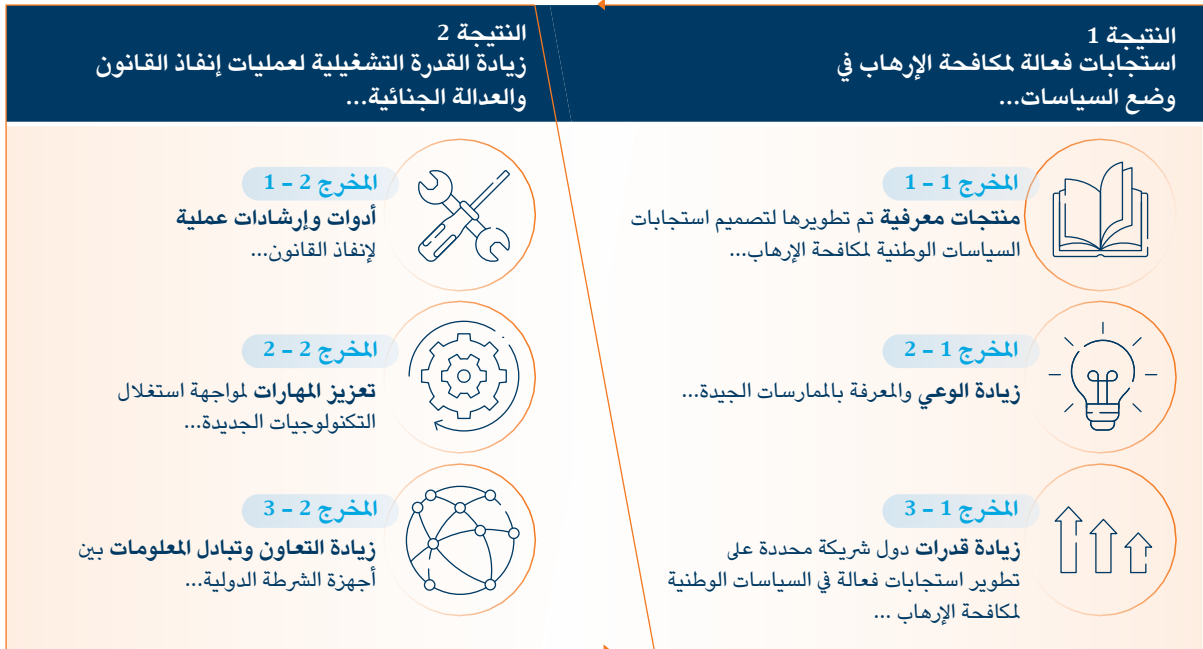 النتيجة 1
استجابات فعالة لمكافحة الإرهاب في
وضع السياسات...
المخرج 1 – 1
منتجات معرفية تم تطويرها لتصميم استجابات
السياسات الوطنية لمكافحة الإرهاب...
المخرج 1 – 2
زيادة الوعي والمعرفة بالممارسات الجيدة...
المخرج 1 – 3
زيادة قدرات دول شريكة محددة على
تطوير استجابات فعالة في السياسات الوطنية
لمكافحة الإرهاب ...
النتيجة 2
زيادة القدرة التشغيلية لعمليات إنفاذ القانون
والعدالة الجنائية...
المخرج 2 – 1
أدوات وإرشادات عملية
لإنفاذ القانون...
المخرج 2 – 2
تعزيز المهارات لمواجهة استغلال
التكنولوجيات الجديدة...
المخرج 2 – 3
زيادة التعاون وتبادل المعلومات بين
أجهزة الشرطة الدولية...